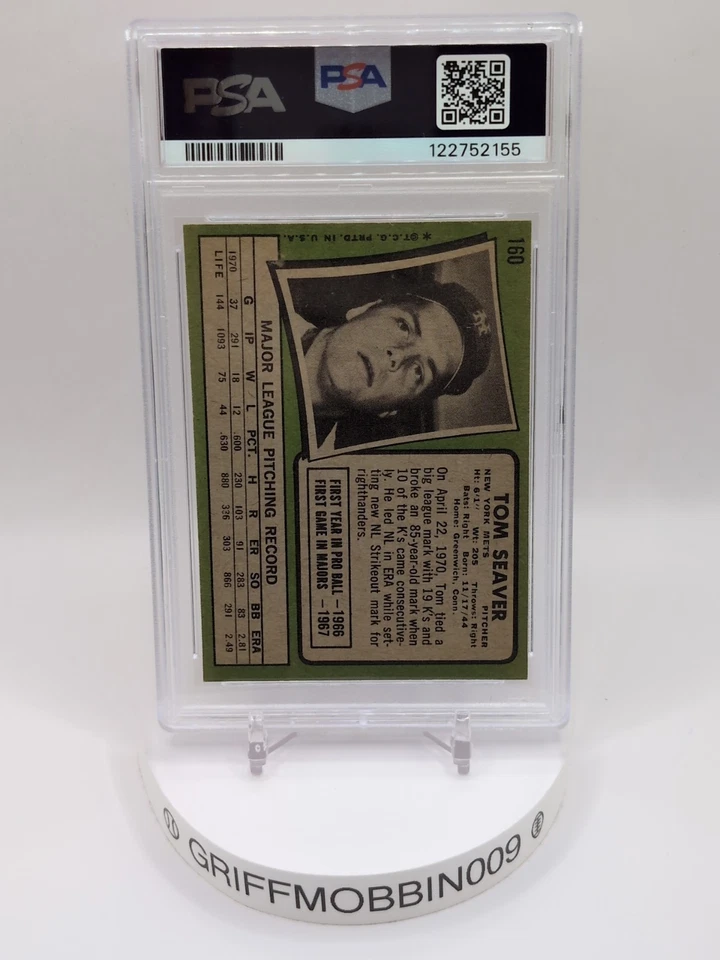 PSA
PSA
122752155
160
* ©T.C.G. PRTD. IN U.S.A.
TOM SEAVER
NEW YORK METS PITCHER
Ht: 6'1" Wt: 205 Throws: Right
Bats: Right Born: 11/17/44
Home: Greenwich, Conn.
On April 22, 1970, Tom tied a
big league mark with 19 K's and
broke an 85-year-old mark when
10 of the K's came consecutive-
ly. He led NL in ERA while set-
ting new NL Strikeout mark for
righthanders.
FIRST YEAR IN PRO BALL — 1966
FIRST GAME IN MAJORS — 1967
MAJOR LEAGUE PITCHING RECORD
G IP W L PCT. H R ER SO BB ERA
1970 37 291 18 12 .600 230 103 91 283 83 2.81
LIFE 144 1093 75 44 .630 880 336 303 866 291 2.49
GRIFFMOBBIN009